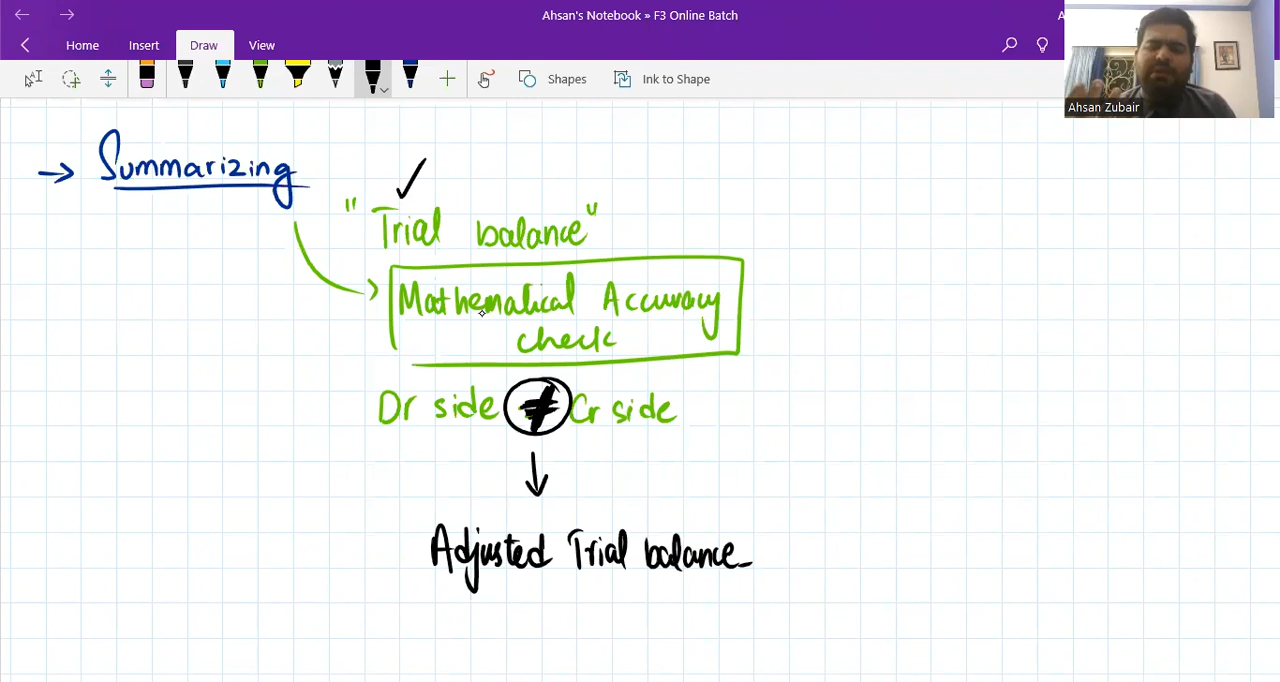 Ahsan's Notebook » F3 Online Batch
A
Home Insert Draw View
Shapes Ink to Shape
Ahsan Zubair
→ Summarizing
✓
"Trial balance"
Mathematical Accuracy
check
Dr side ≠ Cr side
↓
Adjusted Trial balance